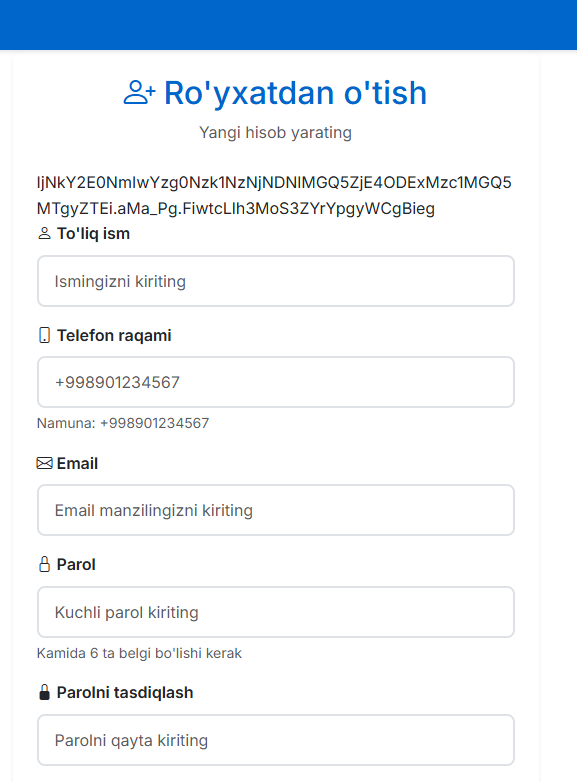 Ro'yxatdan o'tish
Yangi hisob yarating
IjNkY2E0NmIwYzg0Nzk1NzNjNDNlMGQ5ZjE4ODExMzc1MGQ5
MTgyZTEi.aMa_Pg.FiwtcLlh3MoS3ZYrYpgyWCgBieg
To'liq ism
Ismingizni kiriting
Telefon raqami
+998901234567
Namuna: +998901234567
Email
Email manzilingizni kiriting
Parol
Kuchli parol kiriting
Kamida 6 ta belgi bo'lishi kerak
Parolni tasdiqlash
Parolni qayta kiriting